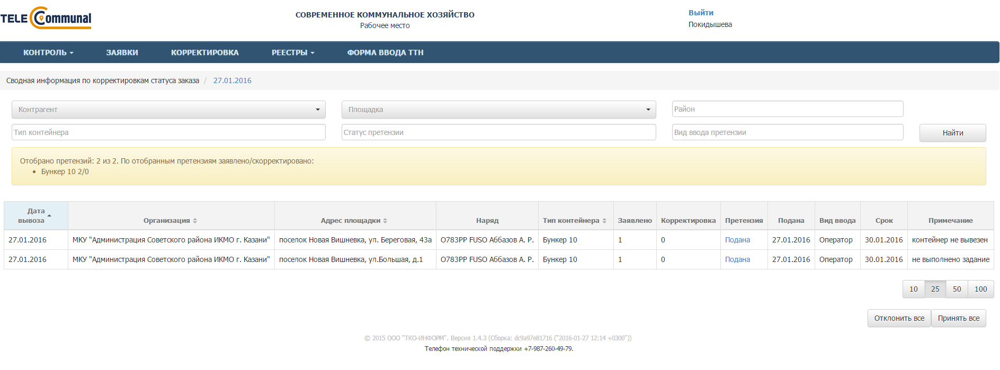 TELE Communal
СОВРЕМЕННОЕ КОММУНАЛЬНОЕ ХОЗЯЙСТВО
Рабочее место
Выйти
Покидышева
КОНТРОЛЬ ЗАЯВКИ КОРРЕКТИРОВКА РЕЕСТРЫ ФОРМА ВВОДА ТТН
Сводная информация по корректировкам статуса заказа / 27.01.2016
Контрагент Площадка Район
Тип контейнера Статус претензии Вид ввода претензии Найти
Отобрано претензий: 2 из 2. По отобранным претензиям заявлено/скорректировано:
• Бункер 10 2/0
Дата вывоза Организация Адрес площадки Наряд Тип контейнера Заявлено Корректировка Претензия Подана Вид ввода Срок Примечание
27.01.2016 МКУ "Администрация Советского района ИКМО г. Казани" поселок Новая Вишневка, ул. Береговая, 43а О783РР FUSO Аббазов А. Р. Бункер 10 1 0 Подана 27.01.2016 Оператор 30.01.2016 контейнер не вывезен
27.01.2016 МКУ "Администрация Советского района ИКМО г. Казани" поселок Новая Вишневка, ул.Большая, д.1 О783РР FUSO Аббазов А. Р. Бункер 10 1 0 Подана 27.01.2016 Оператор 30.01.2016 не выполнено задание
10 25 50 100
Отклонить все Принять все
© 2015 ООО "ТКО-ИНФОРМ". Версия 1.4.3 (Сборка: dc9a97e81716 ("2016-01-27 12:14 +0300"))
Телефон технической поддержки +7-987-260-49-79.